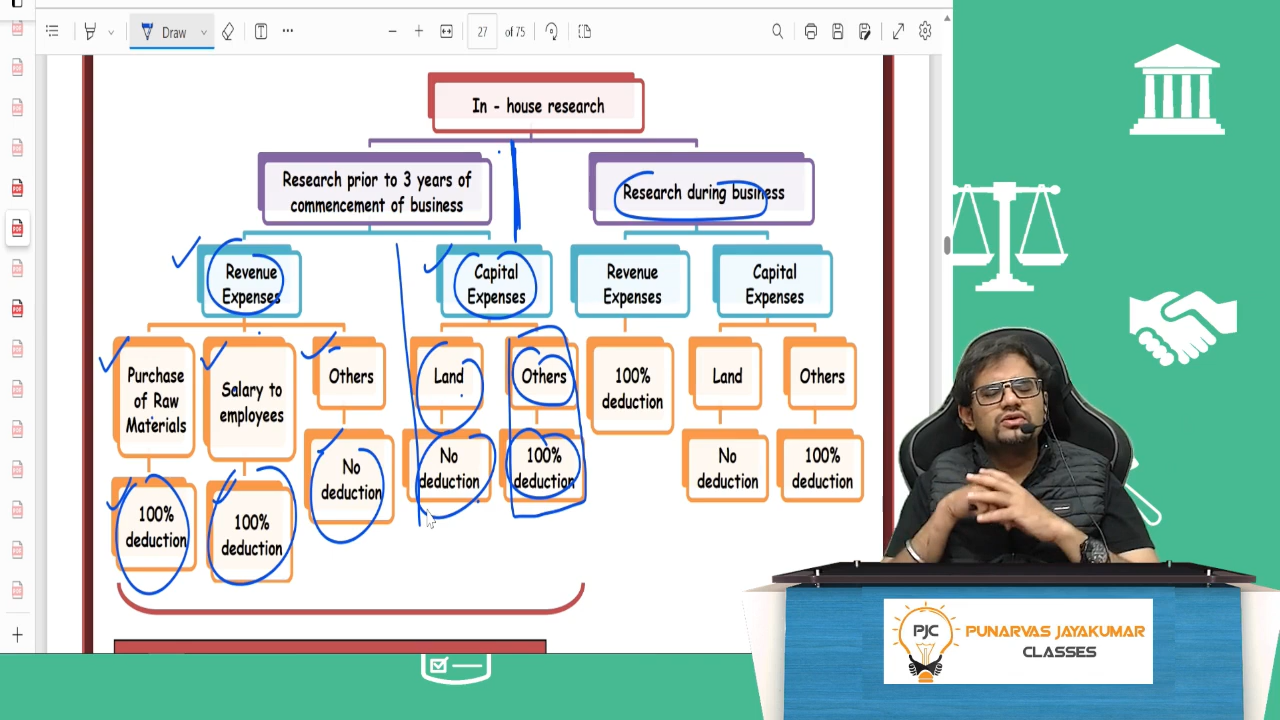 Draw
27 of 75
In - house research
Research prior to 3 years of
commencement of business
Research during business
Revenue
Expenses
Capital
Expenses
Revenue
Expenses
Capital
Expenses
Purchase
of Raw
Materials
Salary to
employees
Others
Land
Others
100%
deduction
Land
Others
100%
deduction
100%
deduction
No
deduction
No
deduction
100%
deduction
No
deduction
100%
deduction
PJC
PUNARVAS JAYAKUMAR
CLASSES